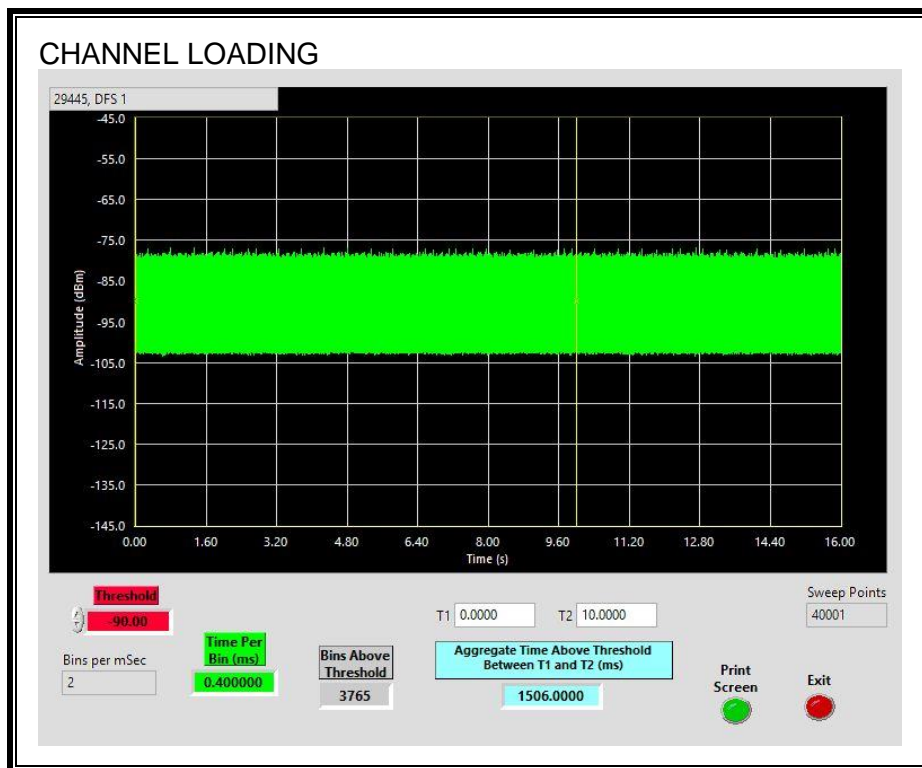 CHANNEL LOADING
29445, DFS 1
-45.0
-55.0
-65.0
-75.0
-85.0
-95.0
-105.0
-115.0
-125.0
-135.0
-145.0
Amplitude (dBm)
0.00 1.60 3.20 4.80 6.40 8.00 9.60 11.20 12.80 14.40 16.00
Time (s)
Threshold
-90.00
Bins per mSec
2
Time Per
Bin (ms)
0.400000
Bins Above
Threshold
3765
T1 0.0000 T2 10.0000
Aggregate Time Above Threshold
Between T1 and T2 (ms)
1506.0000
Sweep Points
40001
Print
Screen
Exit